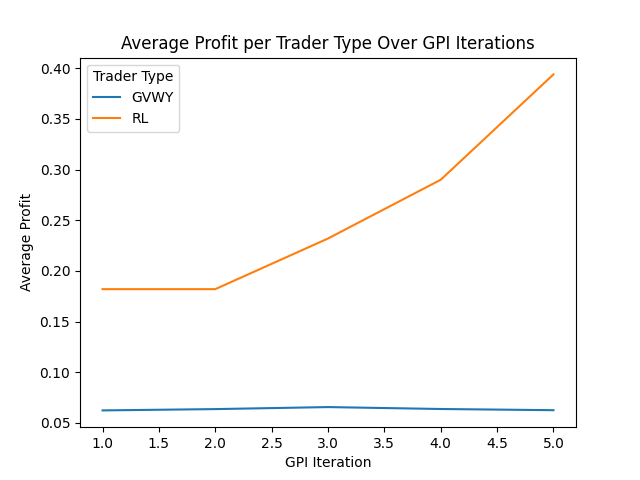 Average Profit per Trader Type Over GPI Iterations
Trader Type
GVWY
RL
0.40
0.35
0.30
0.25
0.20
0.15
0.10
0.05
Average Profit
1.0 1.5 2.0 2.5 3.0 3.5 4.0 4.5 5.0
GPI Iteration